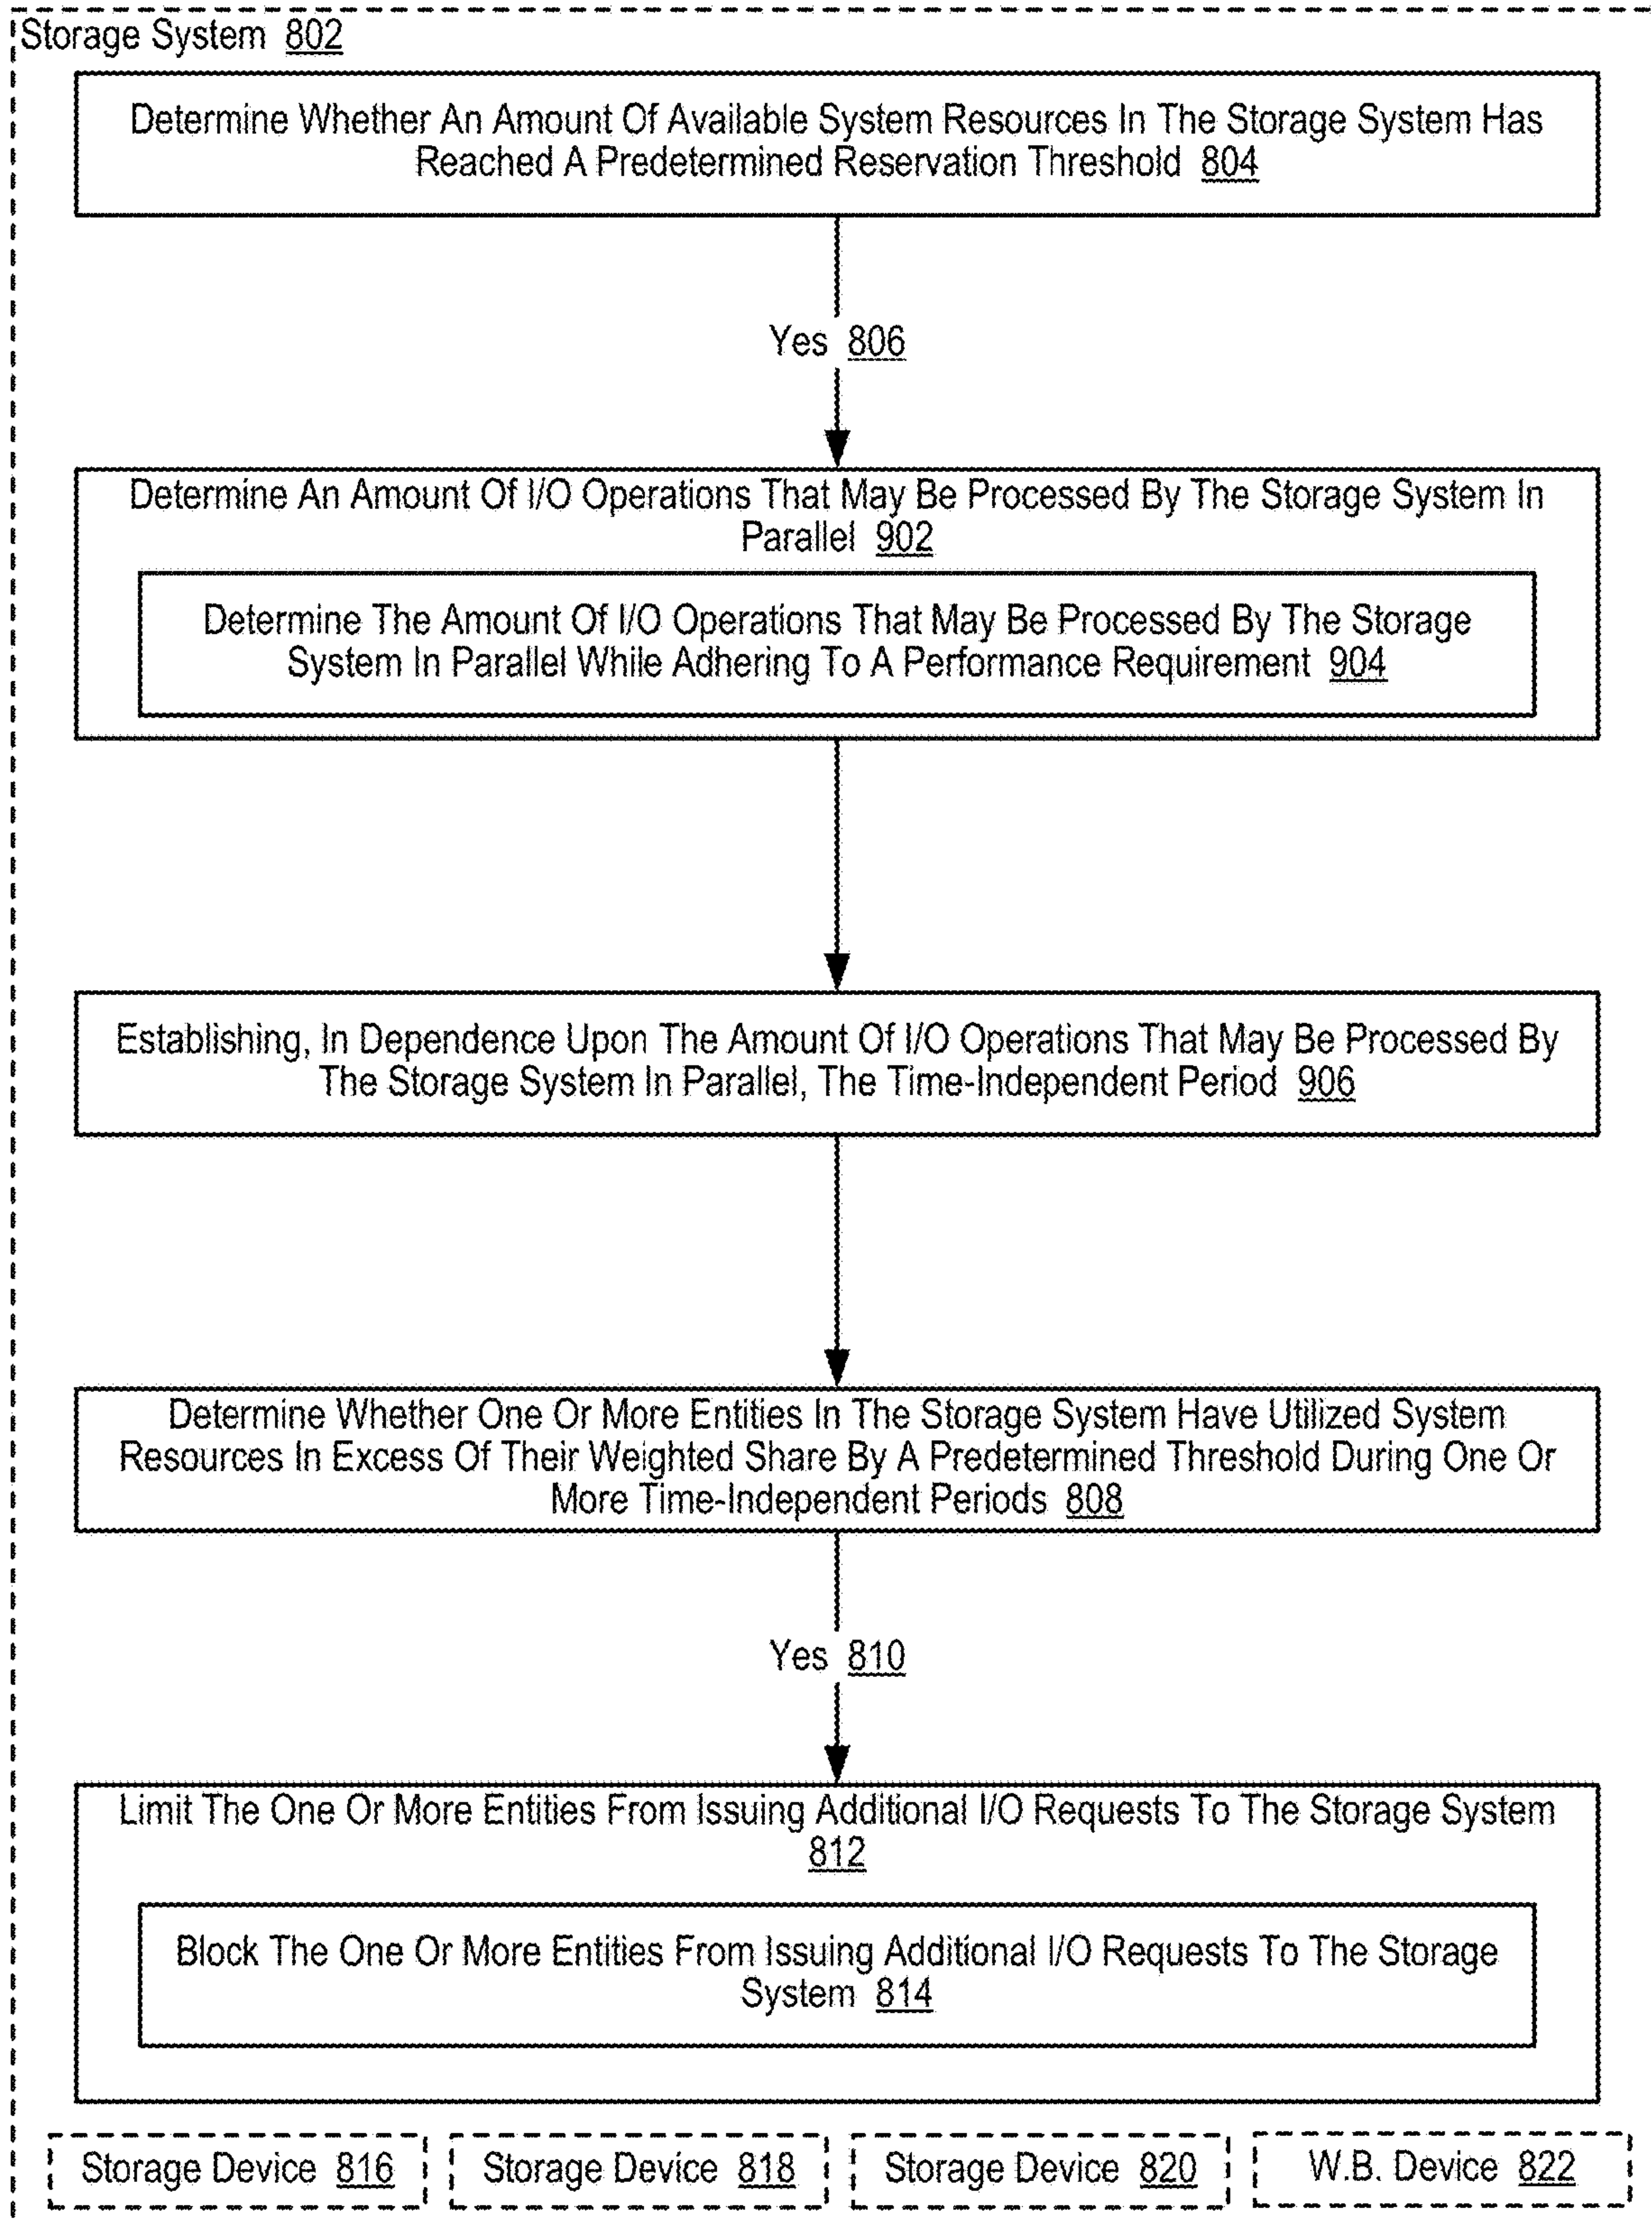 Storage System 802
Determine Whether An Amount Of Available System Resources In The Storage System Has
Reached A Predetermined Reservation Threshold 804
Yes 806
Determine An Amount Of I/O Operations That May Be Processed By The Storage System In
Parallel 902
Determine The Amount Of I/O Operations That May Be Processed By The Storage
System In Parallel While Adhering To A Performance Requirement 904
Establishing, In Dependence Upon The Amount Of I/O Operations That May Be Processed By
The Storage System In Parallel, The Time-Independent Period 906
Determine Whether One Or More Entities In The Storage System Have Utilized System
Resources In Excess Of Their Weighted Share By A Predetermined Threshold During One Or
More Time-Independent Periods 808
Yes 810
Limit The One Or More Entities From Issuing Additional I/O Requests To The Storage System
812
Block The One Or More Entities From Issuing Additional I/O Requests To The Storage
System 814
Storage Device 816
Storage Device 818
Storage Device 820
W.B. Device 822